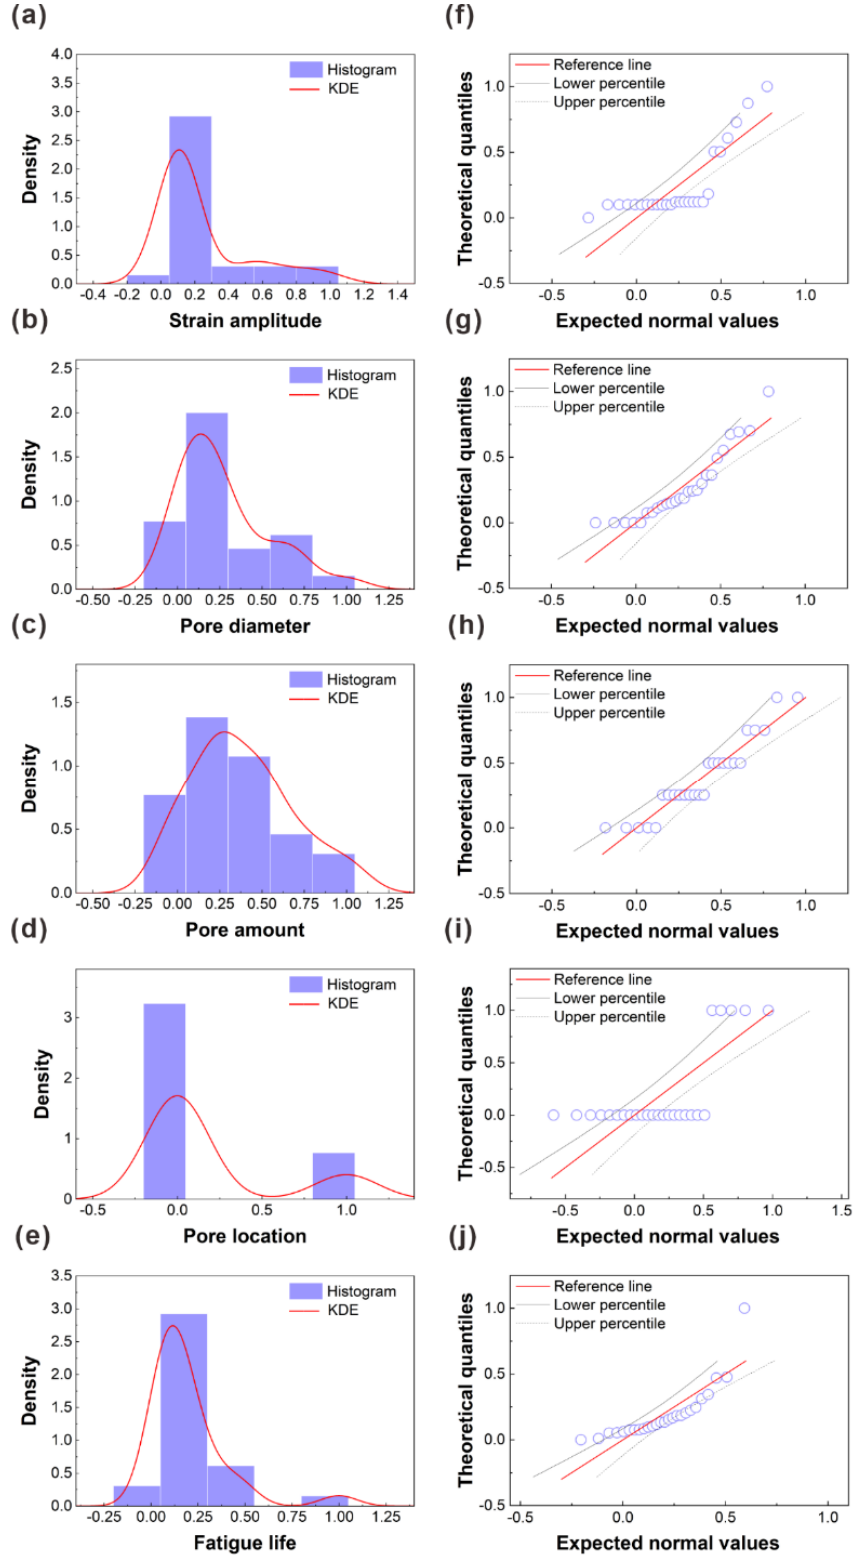 (a)
4.0
3.5
3.0
2.5
2.0
1.5
1.0
0.5
0.0
Density
Histogram
KDE
-0.4 -0.2 0.0 0.2 0.4 0.6 0.8 1.0 1.2 1.4
Strain amplitude
(f)
1.0
0.5
0.0
-0.5
Theoretical quantiles
Reference line
Lower percentile
Upper percentile
-0.5 0.0 0.5 1.0
Expected normal values
(b)
2.5
2.0
1.5
1.0
0.5
0.0
Density
Histogram
KDE
-0.50 -0.25 0.00 0.25 0.50 0.75 1.00 1.25
Pore diameter
(g)
1.0
0.5
0.0
-0.5
Theoretical quantiles
Reference line
Lower percentile
Upper percentile
-0.5 0.0 0.5 1.0
Expected normal values
(c)
1.5
1.0
0.5
0.0
Density
Histogram
KDE
-0.50 -0.25 0.00 0.25 0.50 0.75 1.00 1.25
Pore amount
(h)
1.0
0.5
0.0
-0.5
Theoretical quantiles
Reference line
Lower percentile
Upper percentile
-0.5 0.0 0.5 1.0
Expected normal values
(d)
3
2
1
0
Density
Histogram
KDE
-0.5 0.0 0.5 1.0
Pore location
(i)
1.0
0.5
0.0
-0.5
Theoretical quantiles
Reference line
Lower percentile
Upper percentile
-0.5 0.0 0.5 1.0 1.5
Expected normal values
(e)
3.5
3.0
2.5
2.0
1.5
1.0
0.5
0.0
Density
Histogram
KDE
-0.25 0.00 0.25 0.50 0.75 1.00 1.25
Fatigue life
(j)
1.0
0.5
0.0
-0.5
Theoretical quantiles
Reference line
Lower percentile
Upper percentile
-0.5 0.0 0.5 1.0
Expected normal values